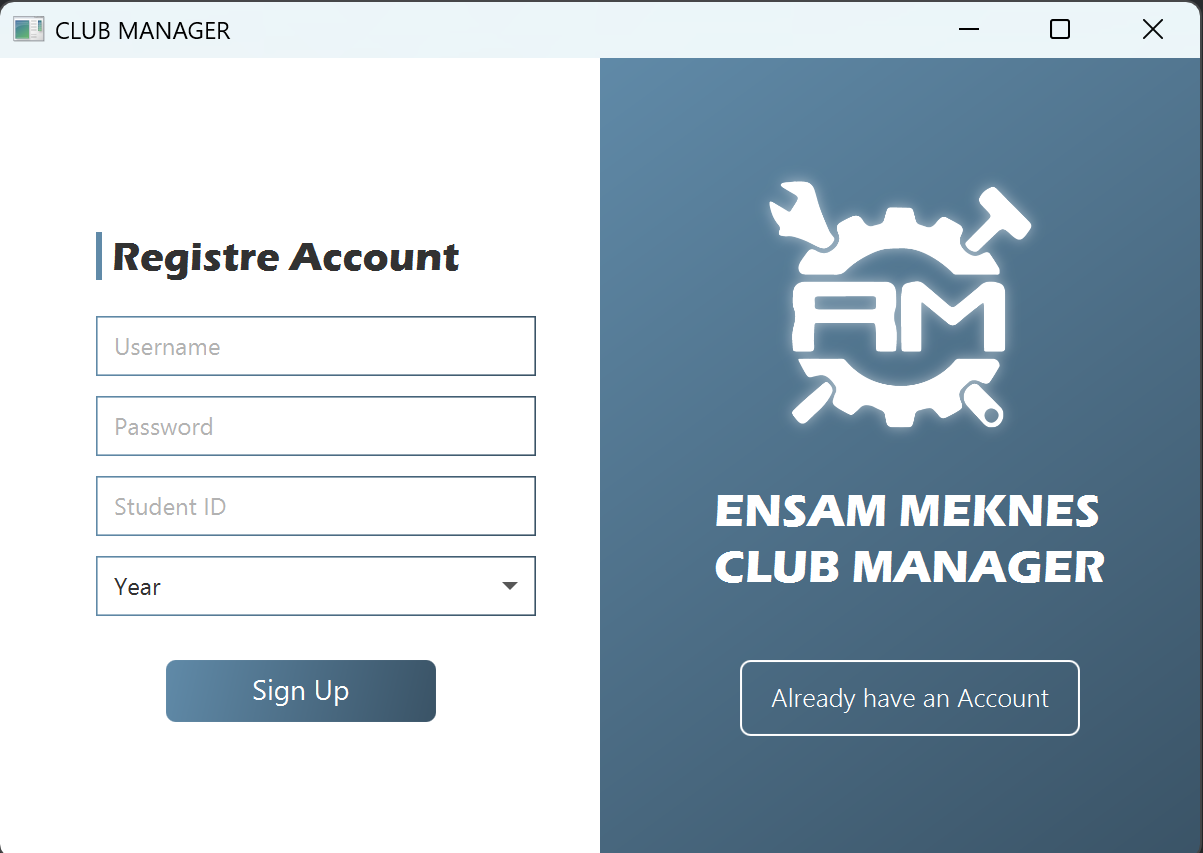 CLUB MANAGER
Registre Account
Username
Password
Student ID
Year
Sign Up
AM
ENSAM MEKNES
CLUB MANAGER
Already have an Account